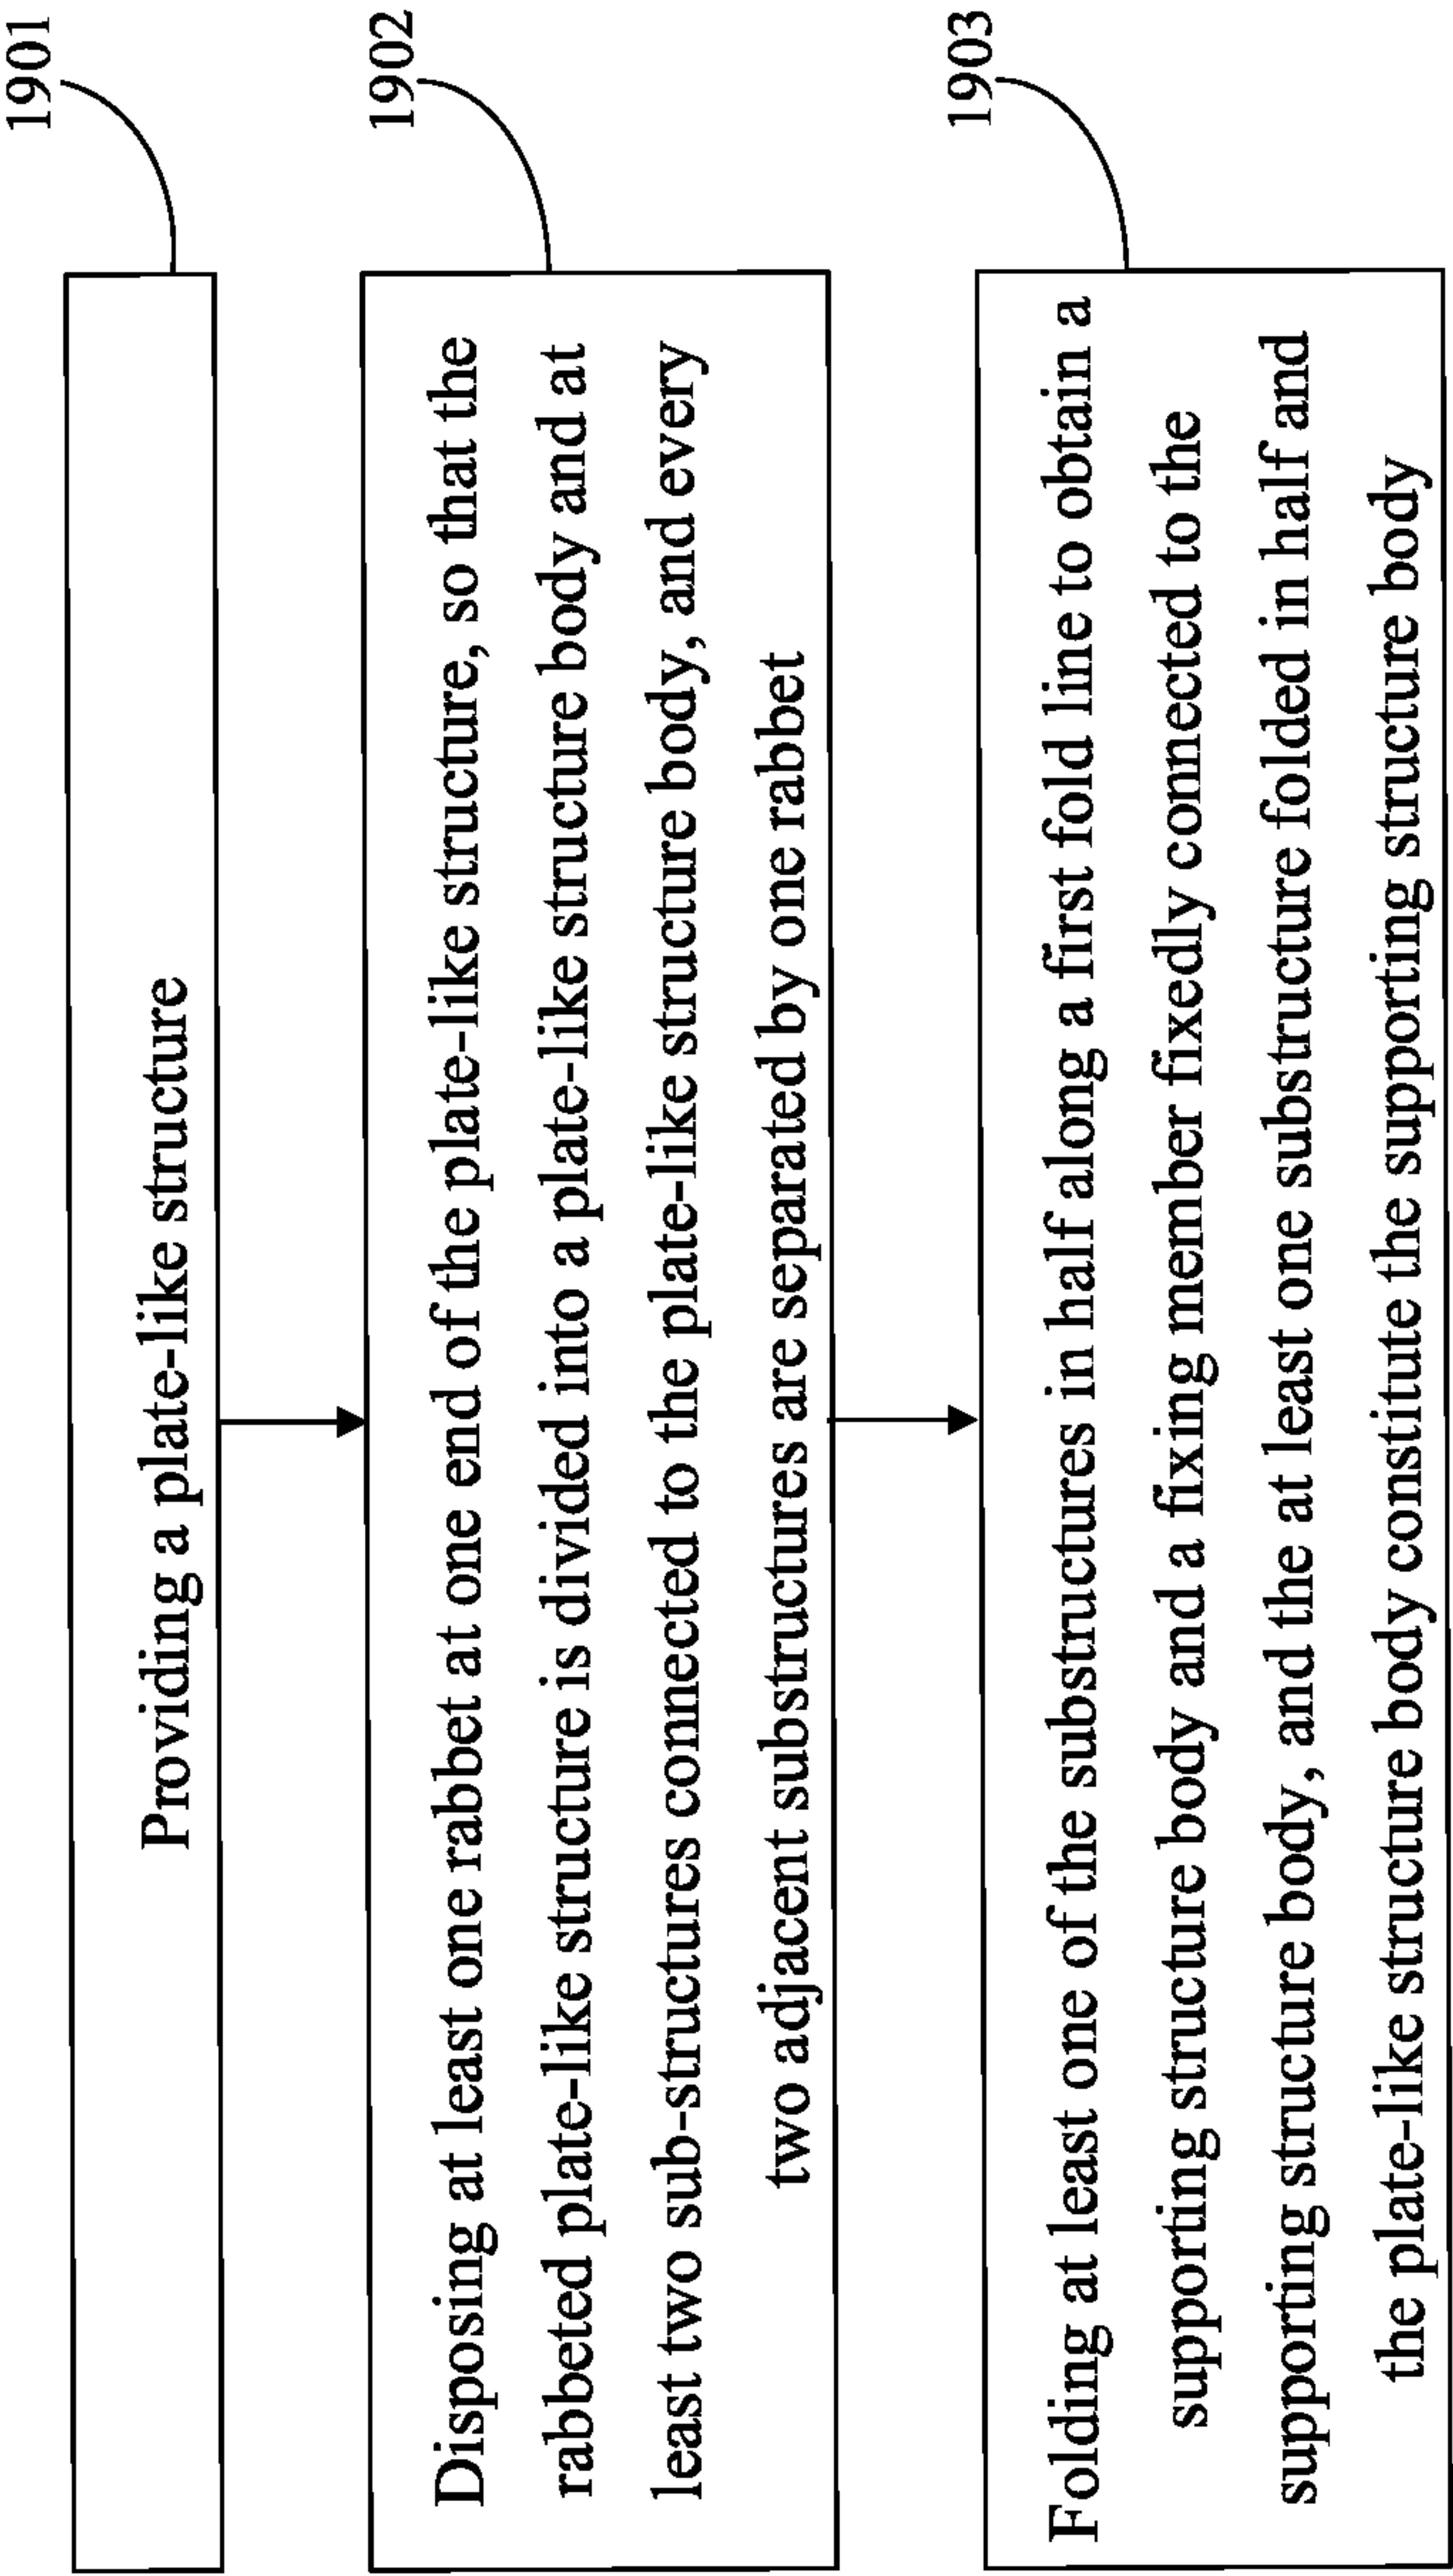 1901
Providing a plate-like structure
1902
Disposing at least one rabbet at one end of the plate-like structure, so that the
rabbeted plate-like structure is divided into a plate-like structure body and at
least two sub-structures connected to the plate-like structure body, and every
two adjacent substructures are separated by one rabbet
1903
Folding at least one of the substructures in half along a first fold line to obtain a
supporting structure body and a fixing member fixedly connected to the
supporting structure body, and the at least one substructure folded in half and
the plate-like structure body constitute the supporting structure body